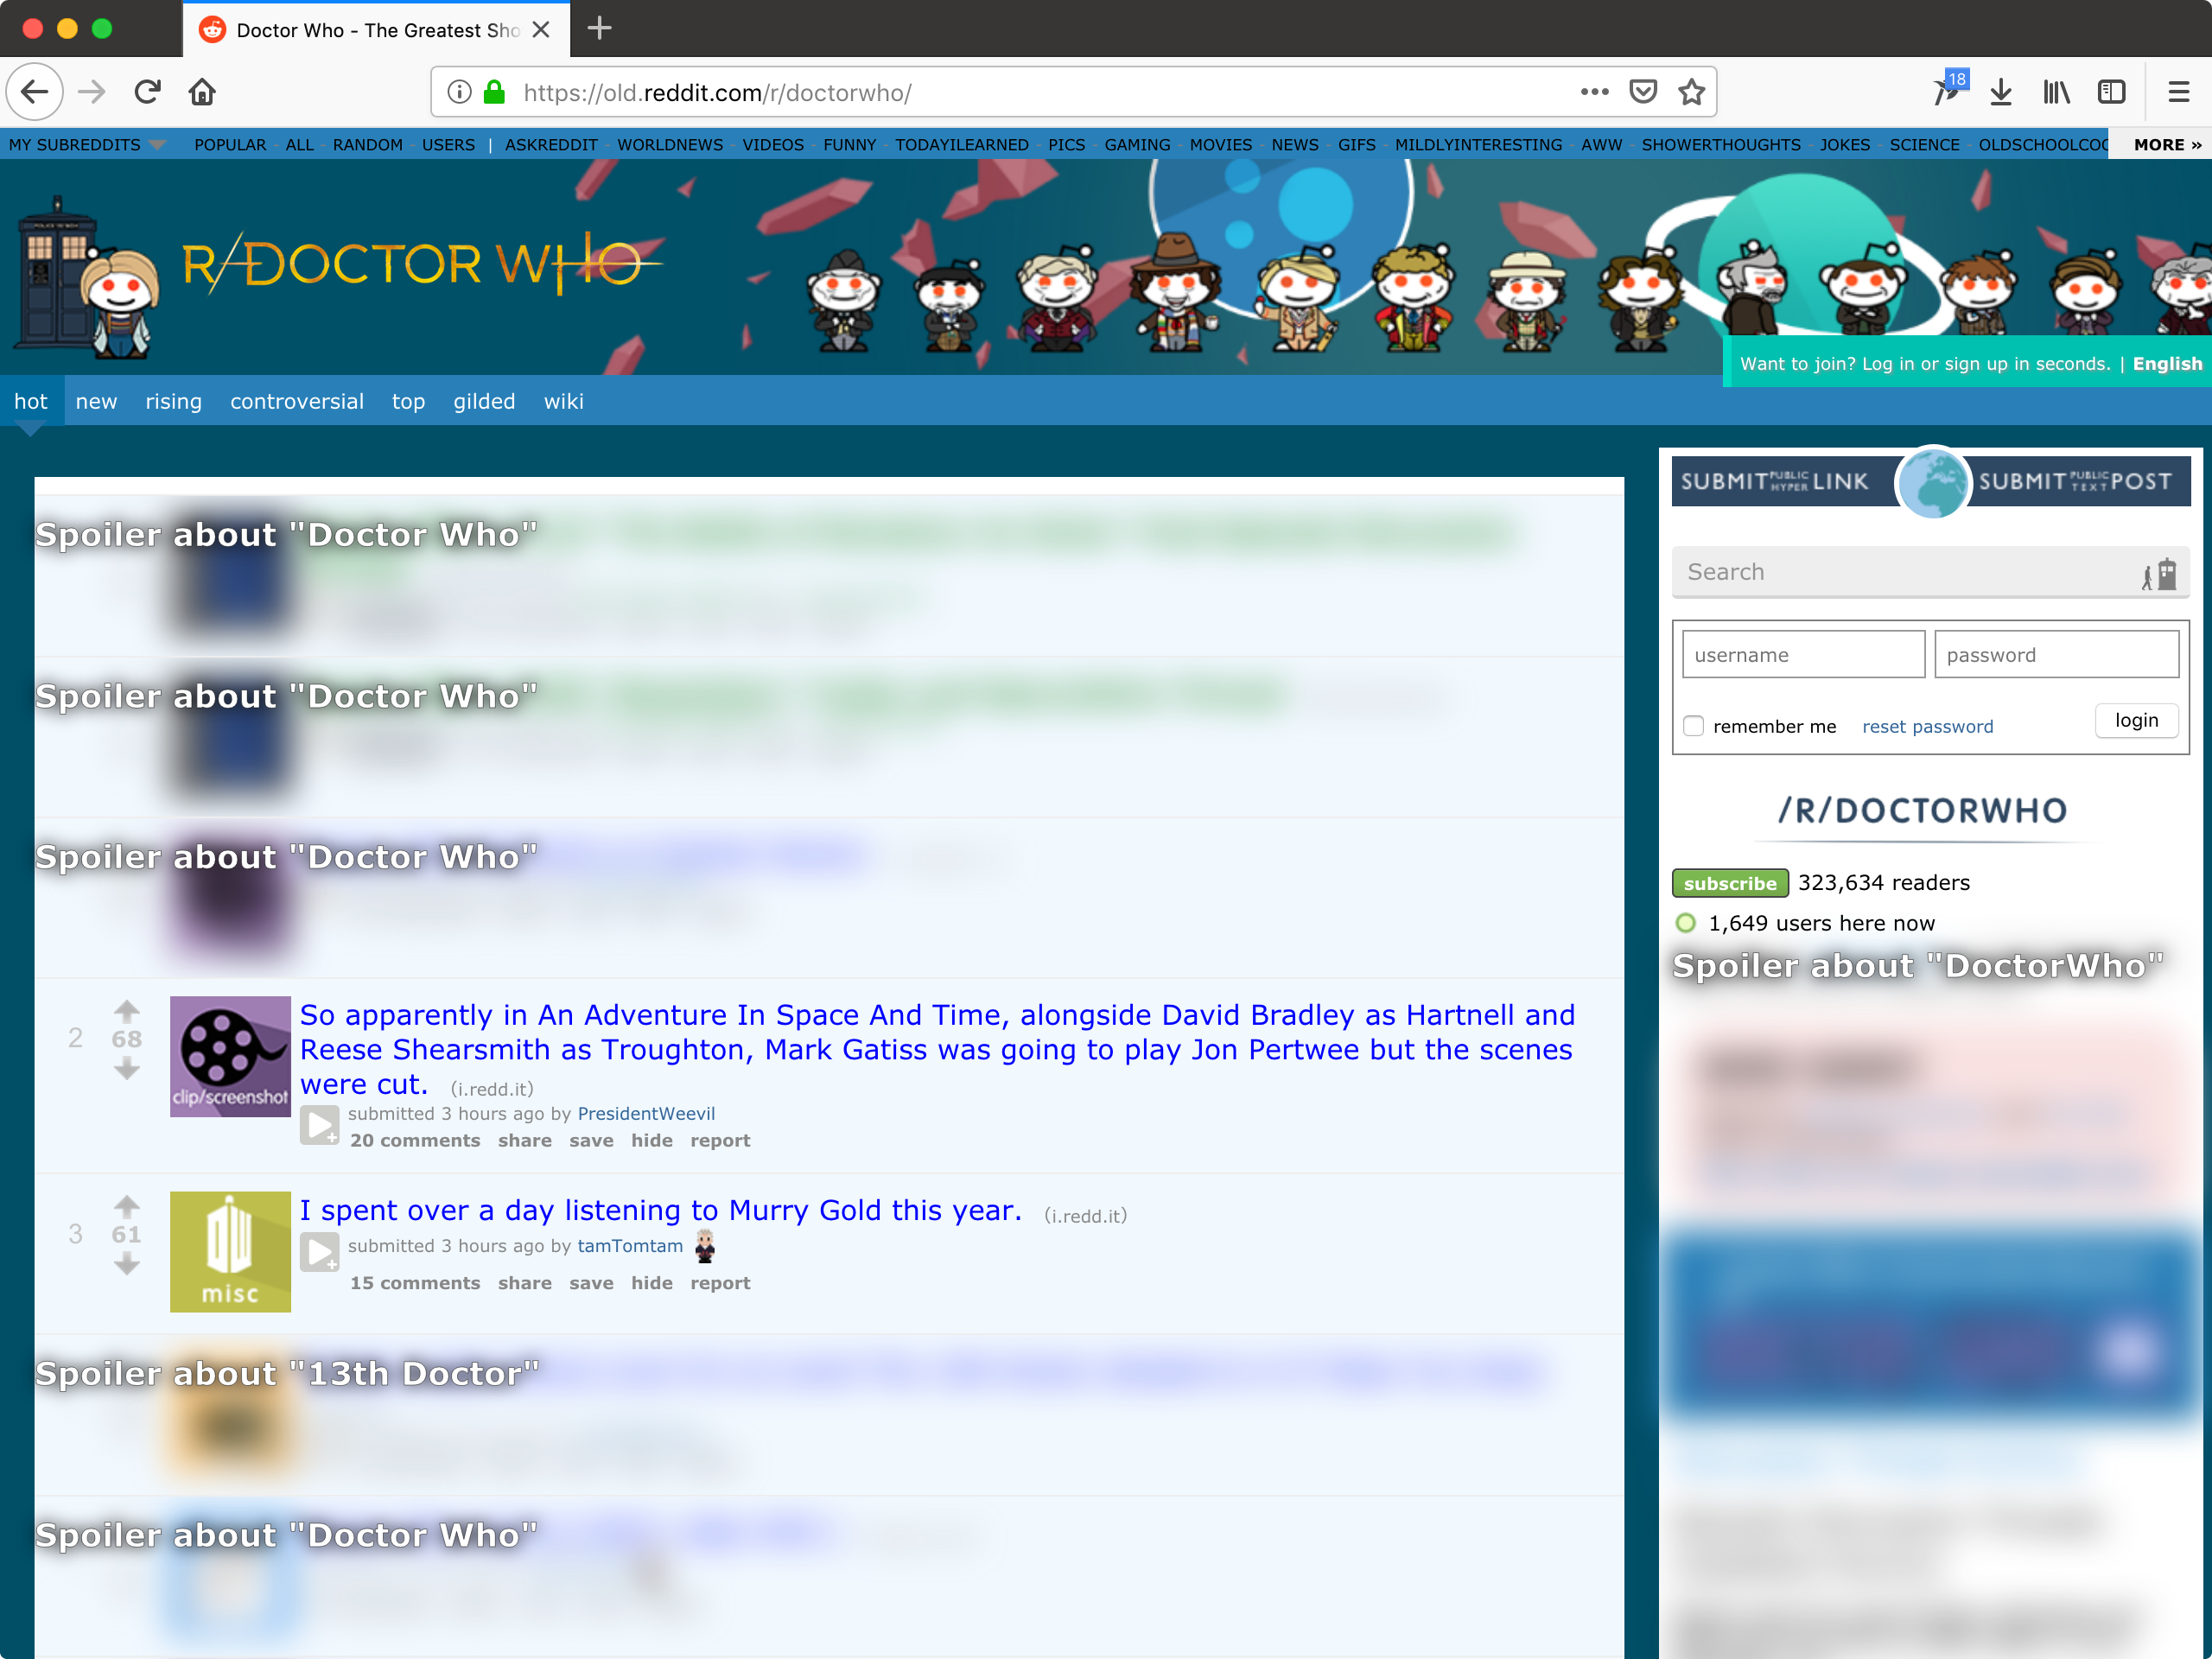 Doctor Who - The Greatest Sho
18
https://old.reddit.com/r/doctorwho/
MY SUBREDDITS POPULAR - ALL - RANDOM - USERS | ASKREDDIT - WORLDNEWS - VIDEOS - FUNNY - TODAYILEARNED - PICS - GAMING - MOVIES - NEWS - GIFS - MILDLYINTERESTING - AWW - SHOWERTHOUGHTS - JOKES - SCIENCE - OLDSCHOOLCOO MORE »
R/DOCTOR WHO
Want to join? Log in or sign up in seconds. | English
hot new rising controversial top gilded wiki
Spoiler about "Doctor Who"
Spoiler about "Doctor Who"
Spoiler about "Doctor Who"
2
68
clip/screenshot
So apparently in An Adventure In Space And Time, alongside David Bradley as Hartnell and
Reese Shearsmith as Troughton, Mark Gatiss was going to play Jon Pertwee but the scenes
were cut. (i.redd.it)
submitted 3 hours ago by PresidentWeevil
20 comments share save hide report
3
61
misc
I spent over a day listening to Murry Gold this year. (i.redd.it)
submitted 3 hours ago by tamTomtam
15 comments share save hide report
Spoiler about "13th Doctor"
Spoiler about "Doctor Who"
SUBMIT PUBLIC HYPER LINK SUBMIT PUBLIC TEXT POST
Search
username password
remember me reset password login
/R/DOCTORWHO
subscribe 323,634 readers
1,649 users here now
Spoiler about "DoctorWho"